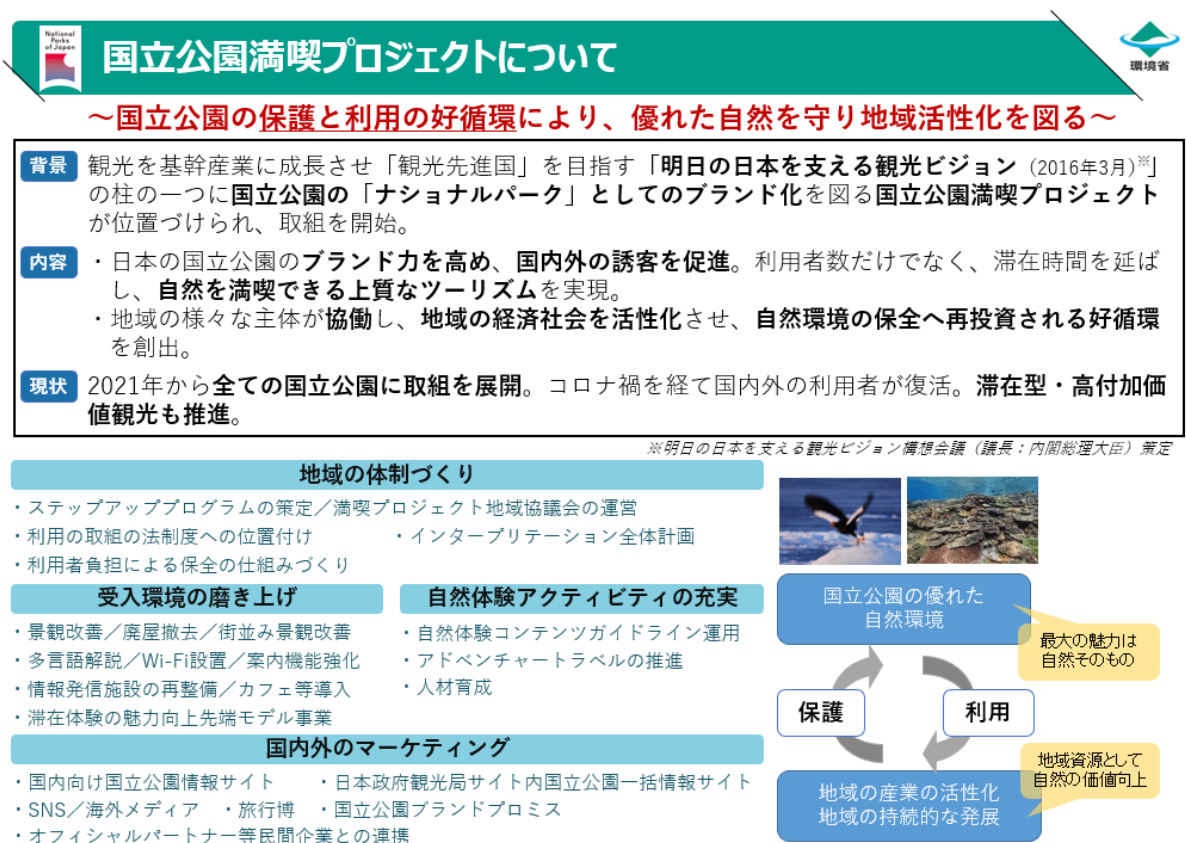 National
Parks
of Japan
国立公園満喫プロジェクトについて
環境省
～国立公園の保護と利用の好循環により、優れた自然を守り地域活性化を図る～
背景
観光を基幹産業に成長させ「観光先進国」を目指す「明日の日本を支える観光ビジョン（2016年3月）※」
の柱の一つに国立公園の「ナショナルパーク」としてのブランド化を図る国立公園満喫プロジェクト
が位置づけられ、取組を開始。
内容
・日本の国立公園のブランド力を高め、国内外の誘客を促進。利用者数だけでなく、滞在時間を延ば
し、自然を満喫できる上質なツーリズムを実現。
・地域の様々な主体が協働し、地域の経済社会を活性化させ、自然環境の保全へ再投資される好循環
を創出。
現状
2021年から全ての国立公園に取組を展開。コロナ禍を経て国内外の利用者が復活。滞在型・高付加価
値観光も推進。
※明日の日本を支える観光ビジョン構想会議（議長：内閣総理大臣）策定
地域の体制づくり
・ステップアッププログラムの策定／満喫プロジェクト地域協議会の運営
・利用の取組の法制度への位置付け ・インタープリテーション全体計画
・利用者負担による保全の仕組みづくり
受入環境の磨き上げ
・景観改善／廃屋撤去／街並み景観改善
・多言語解説／Wi-Fi設置／案内機能強化
・情報発信施設の再整備／カフェ等導入
・滞在体験の魅力向上先端モデル事業
自然体験アクティビティの充実
・自然体験コンテンツガイドライン運用
・アドベンチャートラベルの推進
・人材育成
国内外のマーケティング
・国内向け国立公園情報サイト ・日本政府観光局サイト内国立公園一括情報サイト
・SNS／海外メディア ・旅行博 ・国立公園ブランドプロミス
・オフィシャルパートナー等民間企業との連携
国立公園の優れた
自然環境
最大の魅力は
自然そのもの
保護
利用
地域資源として
自然の価値向上
地域の産業の活性化
地域の持続的な発展